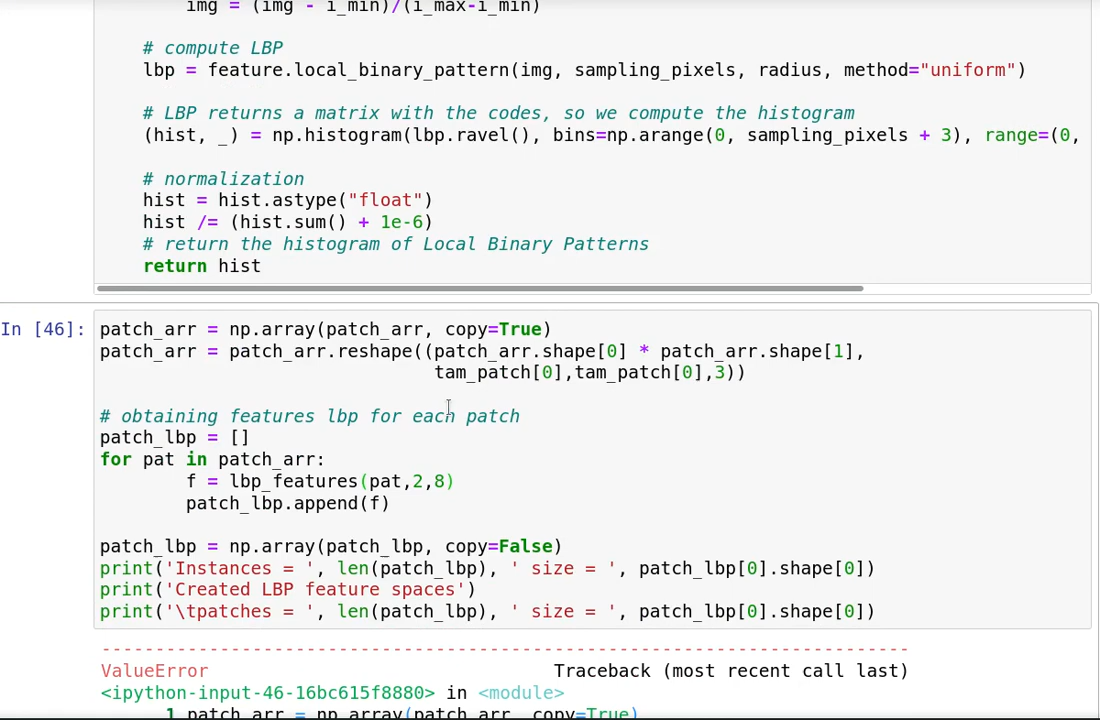 img = (img - i_min)/(i_max-i_min)
# compute LBP
lbp = feature.local_binary_pattern(img, sampling_pixels, radius, method="uniform")
# LBP returns a matrix with the codes, so we compute the histogram
(hist, _) = np.histogram(lbp.ravel(), bins=np.arange(0, sampling_pixels + 3), range=(0,
# normalization
hist = hist.astype("float")
hist /= (hist.sum() + 1e-6)
# return the histogram of Local Binary Patterns
return hist
In [46]:
patch_arr = np.array(patch_arr, copy=True)
patch_arr = patch_arr.reshape((patch_arr.shape[0] * patch_arr.shape[1],
tam_patch[0],tam_patch[0],3))
# obtaining features lbp for each patch
patch_lbp = []
for pat in patch_arr:
f = lbp_features(pat,2,8)
patch_lbp.append(f)
patch_lbp = np.array(patch_lbp, copy=False)
print('Instances = ', len(patch_lbp), ' size = ', patch_lbp[0].shape[0])
print('Created LBP feature spaces')
print('\tpatches = ', len(patch_lbp), ' size = ', patch_lbp[0].shape[0])
---------------------------------------------------------------------------
ValueError Traceback (most recent call last)
<ipython-input-46-16bc615f8880> in <module>
1 patch_arr = np.array(patch_arr, copy=True)